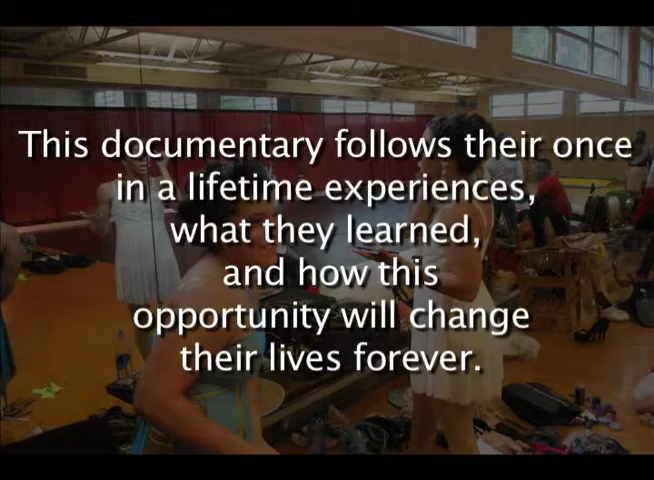 This documentary follows their once
in a lifetime experiences,
what they learned,
and how this
opportunity will change
their lives forever.